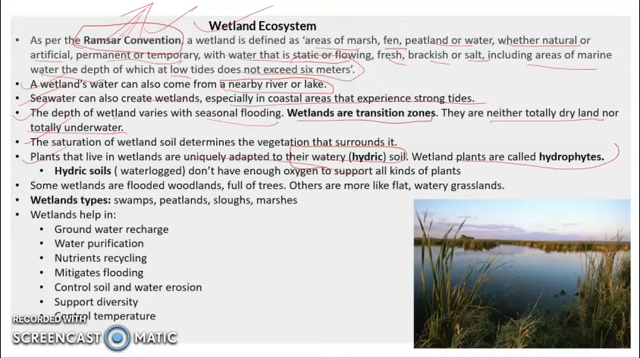 Wetland Ecosystem
• As per the Ramsar Convention, a wetland is defined as 'areas of marsh, fen, peatland or water, whether natural or
artificial, permanent or temporary, with water that is static or flowing, fresh, brackish or salt, including areas of marine
water the depth of which at low tides does not exceed six meters'.
• A wetland's water can also come from a nearby river or lake.
• Seawater can also create wetlands, especially in coastal areas that experience strong tides.
• The depth of wetland varies with seasonal flooding. Wetlands are transition zones. They are neither totally dry land nor
totally underwater.
• The saturation of wetland soil determines the vegetation that surrounds it.
• Plants that live in wetlands are uniquely adapted to their watery (hydric) soil. Wetland plants are called hydrophytes.
• Hydric soils ( waterlogged) don't have enough oxygen to support all kinds of plants
• Some wetlands are flooded woodlands, full of trees. Others are more like flat, watery grasslands.
• Wetlands types: swamps, peatlands, sloughs, marshes
• Wetlands help in:
• Ground water recharge
• Water purification
• Nutrients recycling
• Mitigates flooding
• Control soil and water erosion
• Support diversity
• Control temperature
RECORDED WITH
SCREENCAST MATIC